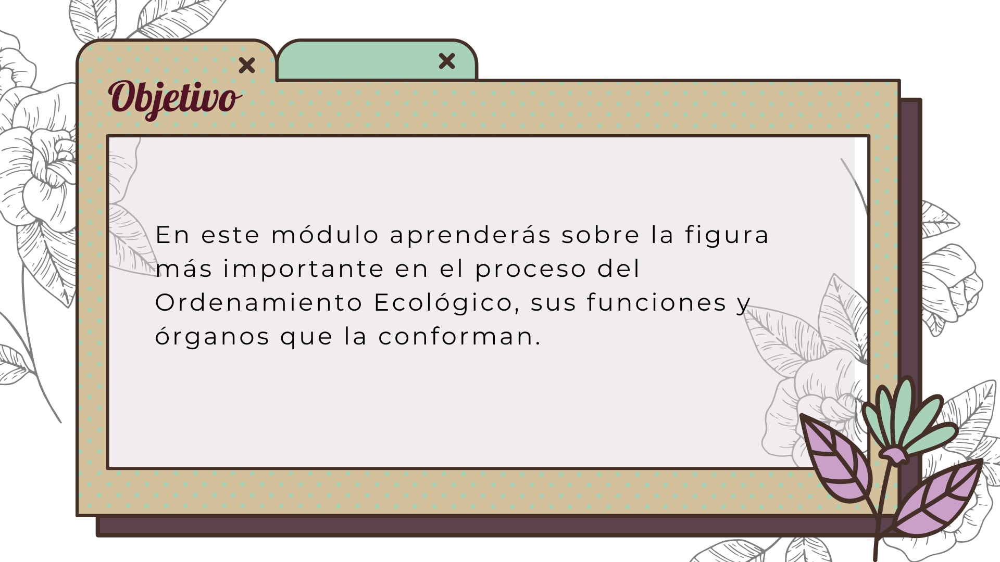 Objetivo
En este módulo aprenderás sobre la figura
más importante en el proceso del
Ordenamiento Ecológico, sus funciones y
órganos que la conforman.